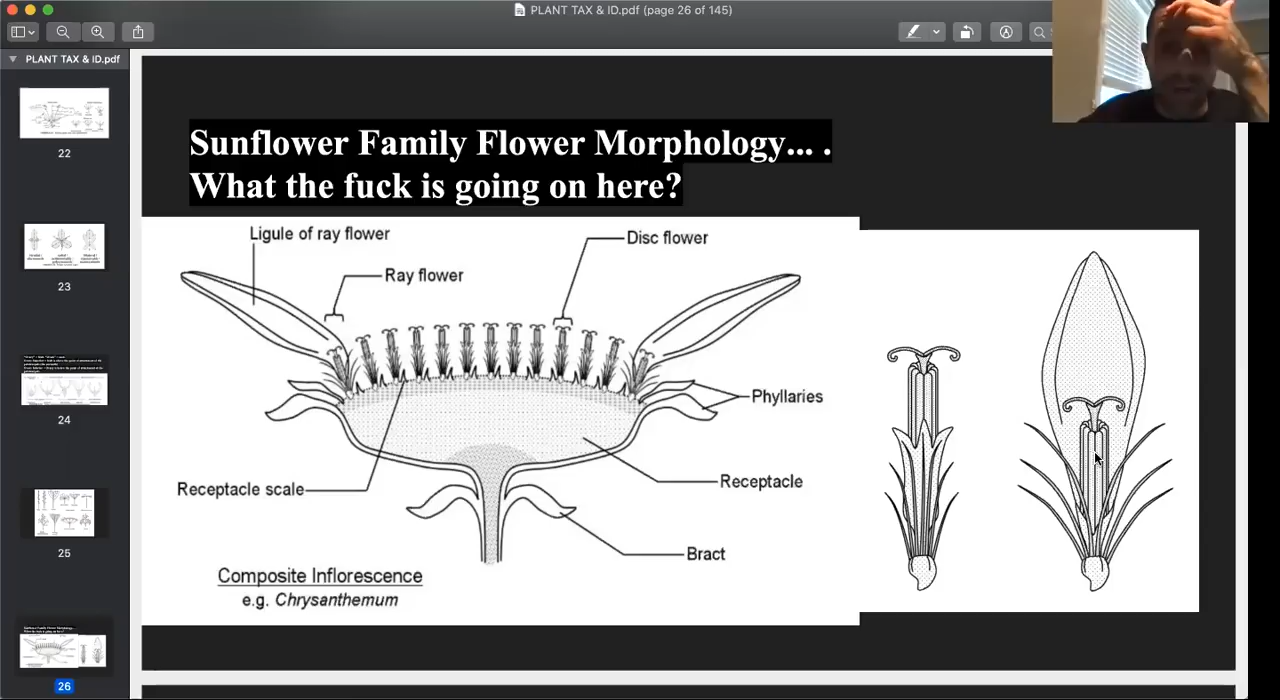 PLANT TAX & ID.pdf (page 26 of 145)
PLANT TAX & ID.pdf
22
23
24
25
26
Sunflower Family Flower Morphology... .
What the fuck is going on here?
Ligule of ray flower
Disc flower
Ray flower
Phyllaries
Receptacle scale
Receptacle
Bract
Composite Inflorescence
e.g. Chrysanthemum